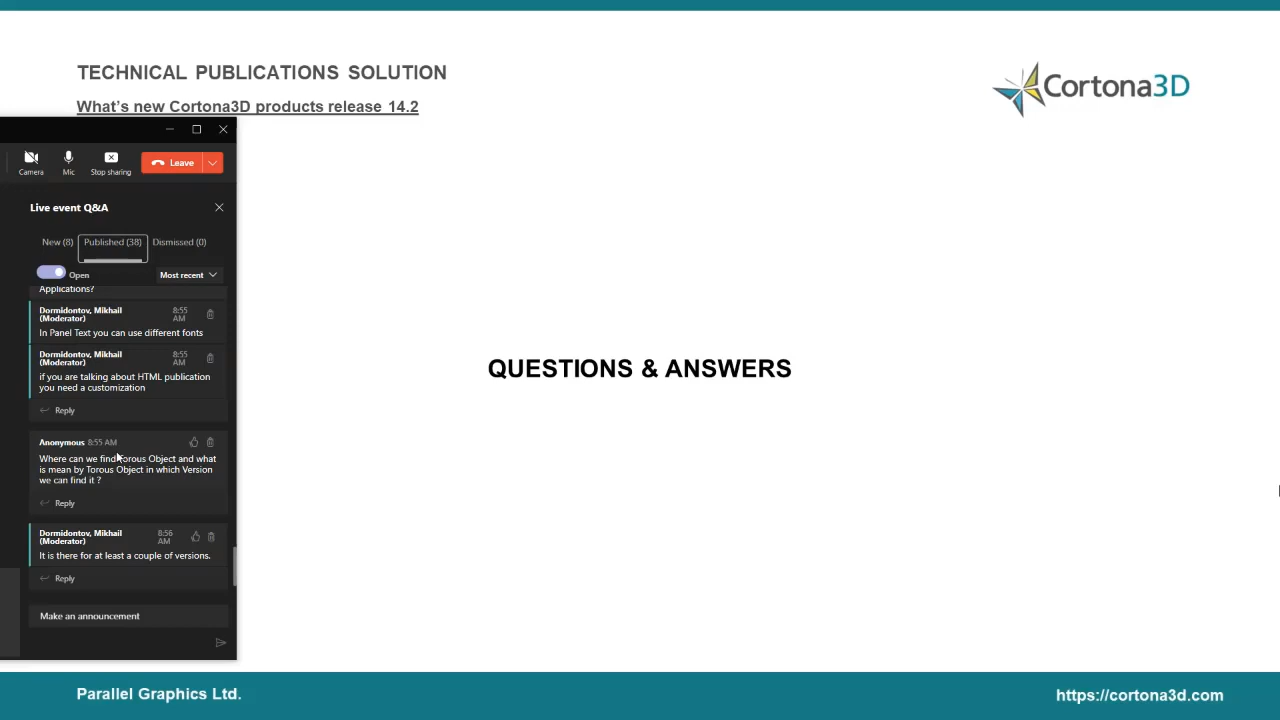 TECHNICAL PUBLICATIONS SOLUTION
What's new Cortona3D products release 14.2
Cortona3D
Camera
Mic
Stop sharing
Leave
Live event Q&A
New (8)
Published (38)
Dismissed (0)
Open
Most recent
Applications?
Dormidontov, Mikhail
(Moderator)
8:55
AM
In Panel Text you can use different fonts
Dormidontov, Mikhail
(Moderator)
8:55
AM
if you are talking about HTML publication
you need a customization
Reply
Anonymous 8:55 AM
Where can we find Torous Object and what
is mean by Torous Object in which Version
we can find it ?
Reply
Dormidontov, Mikhail
(Moderator)
8:56
AM
It is there for at least a couple of versions.
Reply
Make an announcement
QUESTIONS & ANSWERS
Parallel Graphics Ltd.
https://cortona3d.com